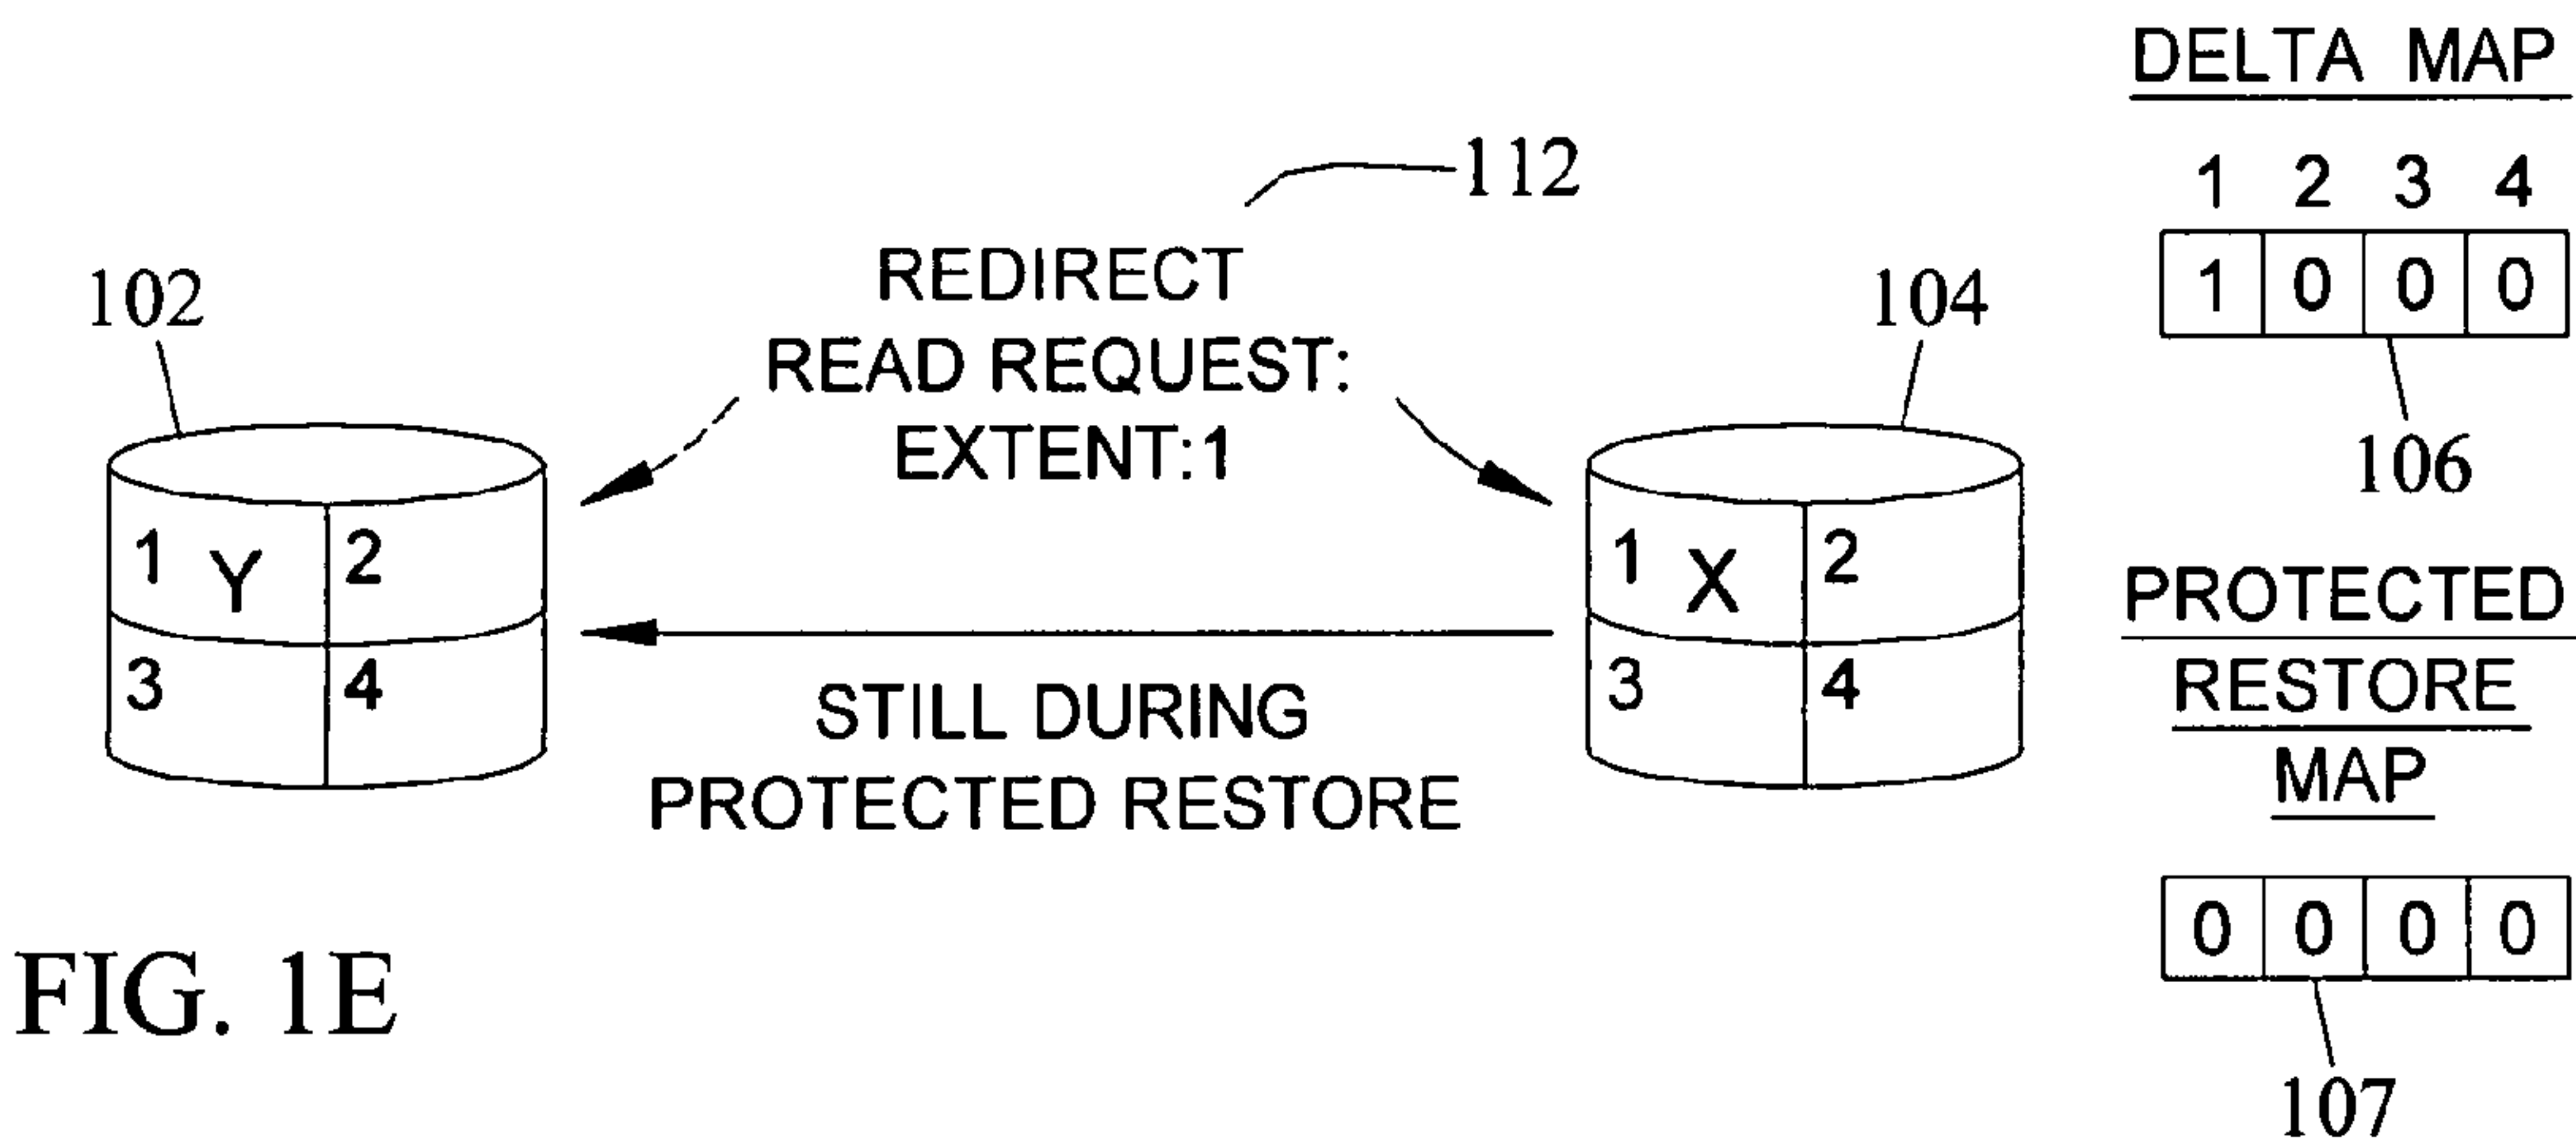 DELTA MAP
112
1 2 3 4
REDIRECT
READ REQUEST:
EXTENT:1
1 0 0 0
102
104
106
1 Y 2
3 4
1 X 2
3 4
STILL DURING
PROTECTED RESTORE
PROTECTED
RESTORE
MAP
0 0 0 0
107
FIG. 1E